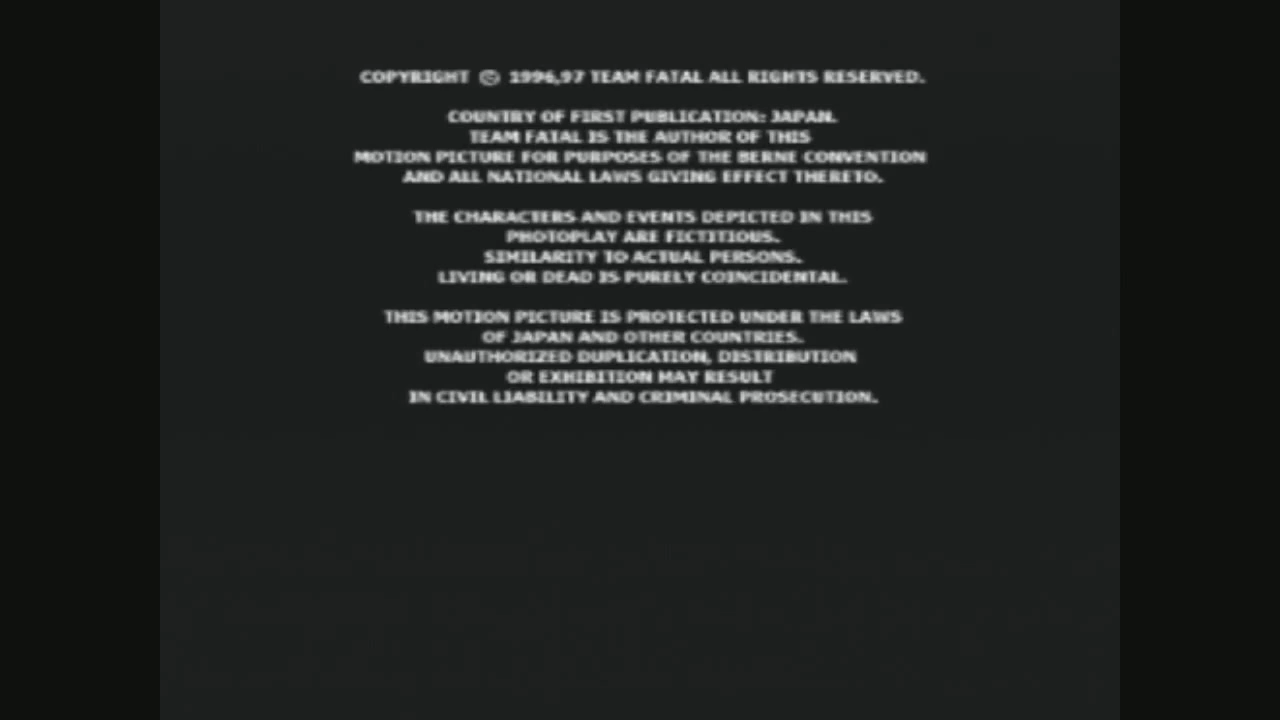 COPYRIGHT © 1996,97 TEAM FATAL ALL RIGHTS RESERVED.
COUNTRY OF FIRST PUBLICATION: JAPAN.
TEAM FATAL IS THE AUTHOR OF THIS
MOTION PICTURE FOR PURPOSES OF THE BERNE CONVENTION
AND ALL NATIONAL LAWS GIVING EFFECT THERETO.
THE CHARACTERS AND EVENTS DEPICTED IN THIS
PHOTOPLAY ARE FICTITIOUS.
SIMILARITY TO ACTUAL PERSONS.
LIVING OR DEAD IS PURELY COINCIDENTAL.
THIS MOTION PICTURE IS PROTECTED UNDER THE LAWS
OF JAPAN AND OTHER COUNTRIES.
UNAUTHORIZED DUPLICATION, DISTRIBUTION
OR EXHIBITION MAY RESULT
IN CIVIL LIABILITY AND CRIMINAL PROSECUTION.